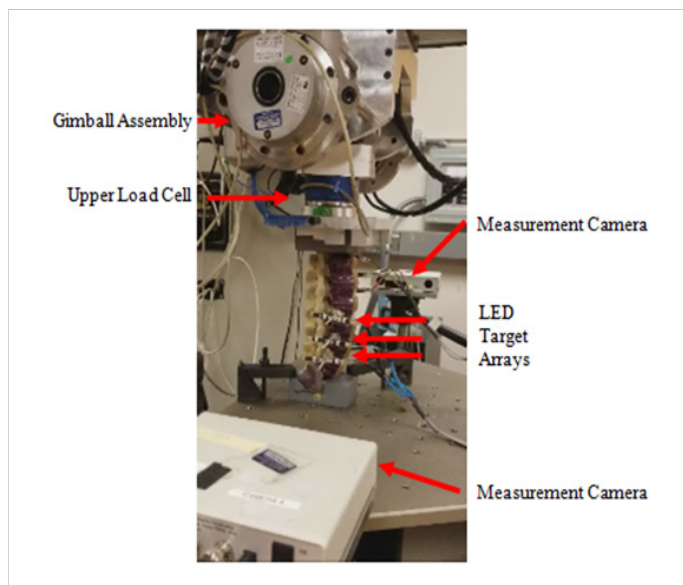 Gimball Assembly
Upper Load Cell
Measurement Camera
LED
Target
Arrays
Measurement Camera